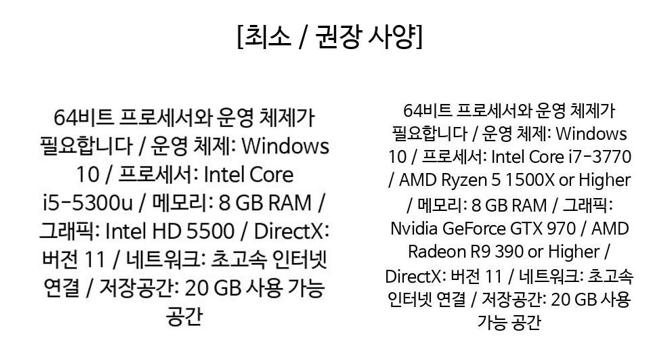 [최소 / 권장 사양]
64비트 프로세서와 운영 체제가
필요합니다 / 운영 체제: Windows
10 / 프로세서: Intel Core
i5-5300u / 메모리: 8 GB RAM /
그래픽: Intel HD 5500 / DirectX:
버전 11 / 네트워크: 초고속 인터넷
연결 / 저장공간: 20 GB 사용 가능
공간
64비트 프로세서와 운영 체제가
필요합니다 / 운영 체제: Windows
10 / 프로세서: Intel Core i7-3770
/ AMD Ryzen 5 1500X or Higher
/ 메모리: 8 GB RAM / 그래픽:
Nvidia GeForce GTX 970 / AMD
Radeon R9 390 or Higher /
DirectX: 버전 11 / 네트워크: 초고속
인터넷 연결 / 저장공간: 20 GB 사용
가능 공간